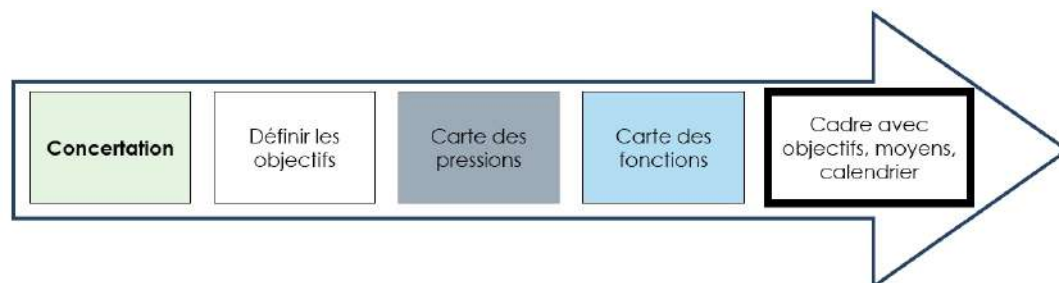 Concertation
Définir les
objectifs
Carte des
pressions
Carte des
fonctions
Cadre avec
objectifs, moyens,
calendrier